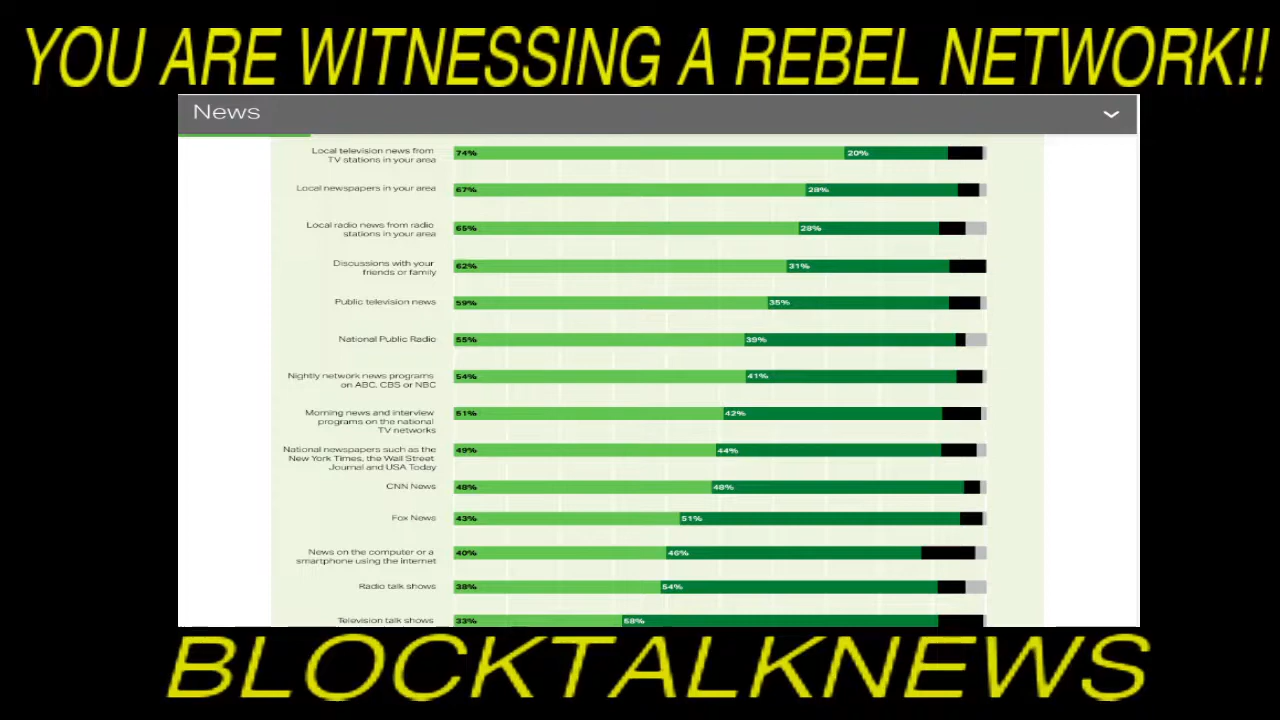 YOU ARE WITNESSING A REBEL NETWORK!!
News
Local television news from
TV stations in your area
74%
20%
Local newspapers in your area
67%
29%
Local radio news from radio
stations in your area
65%
28%
Discussions with your
friends or family
62%
31%
Public television news
59%
35%
National Public Radio
55%
39%
Nightly network news programs
on ABC, CBS or NBC
54%
41%
Morning news and interview
programs on the national
TV networks
51%
42%
National newspapers such as the
New York Times, the Wall Street
Journal and USA Today
49%
44%
CNN News
48%
48%
Fox News
43%
51%
News on the computer or a
smartphone using the internet
40%
46%
Radio talk shows
38%
54%
Television talk shows
33%
58%
BLOCKTALKNEWS